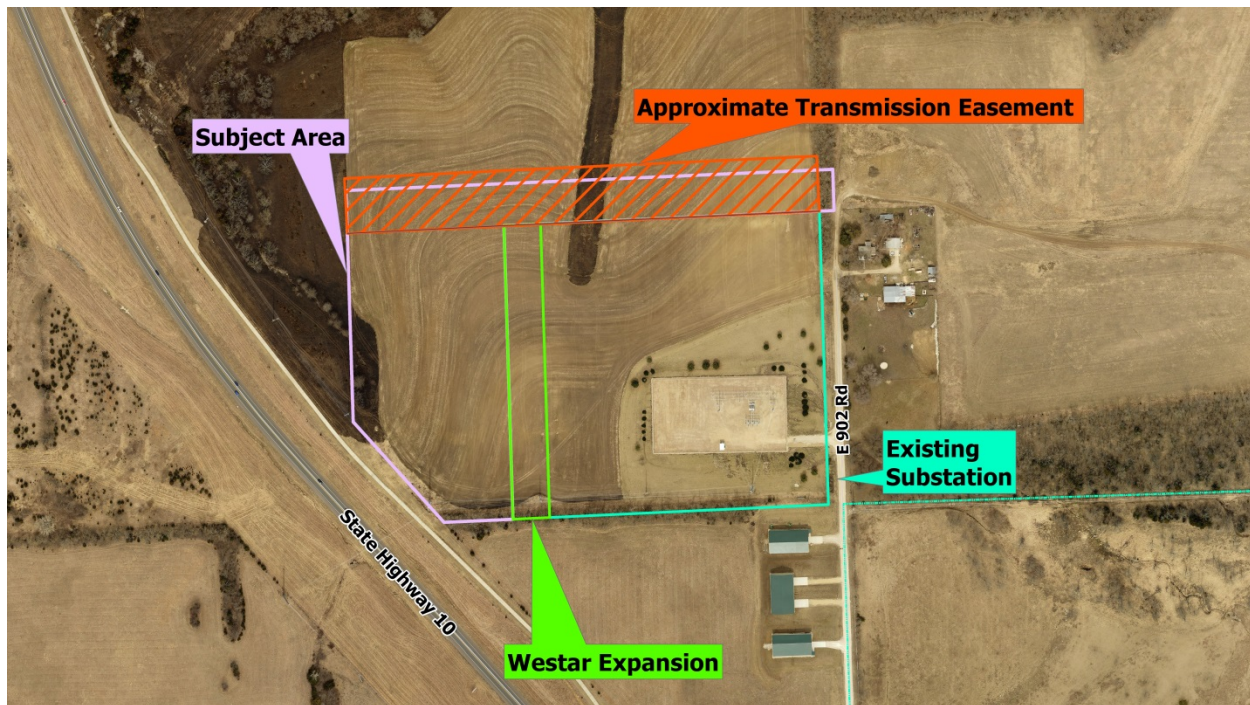 Approximate Transmission Easement
Subject Area
E 902 Rd
Existing
Substation
State Highway 10
Westar Expansion